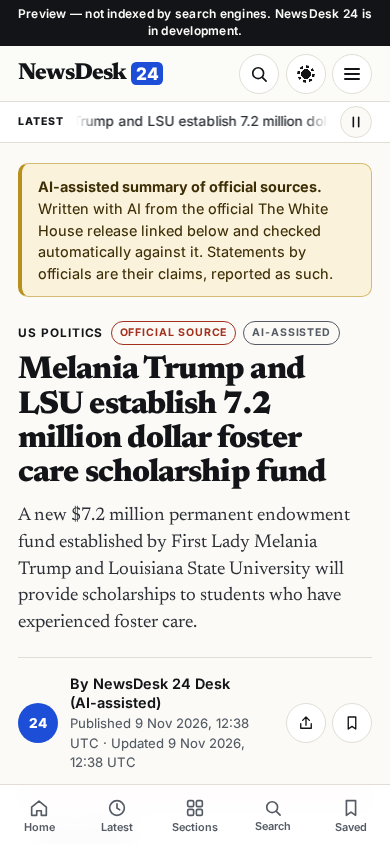 Preview — not indexed by search engines. NewsDesk 24 is
in development.
NewsDesk 24
LATEST Trump and LSU establish 7.2 million dol
AI-assisted summary of official sources.
Written with AI from the official The White
House release linked below and checked
automatically against it. Statements by
officials are their claims, reported as such.
US POLITICS OFFICIAL SOURCE AI-ASSISTED
Melania Trump and
LSU establish 7.2
million dollar foster
care scholarship fund
A new $7.2 million permanent endowment
fund established by First Lady Melania
Trump and Louisiana State University will
provide scholarships to students who have
experienced foster care.
24
By NewsDesk 24 Desk
(AI-assisted)
Published 9 Nov 2026, 12:38
UTC · Updated 9 Nov 2026,
12:38 UTC
Home Latest Sections Search Saved